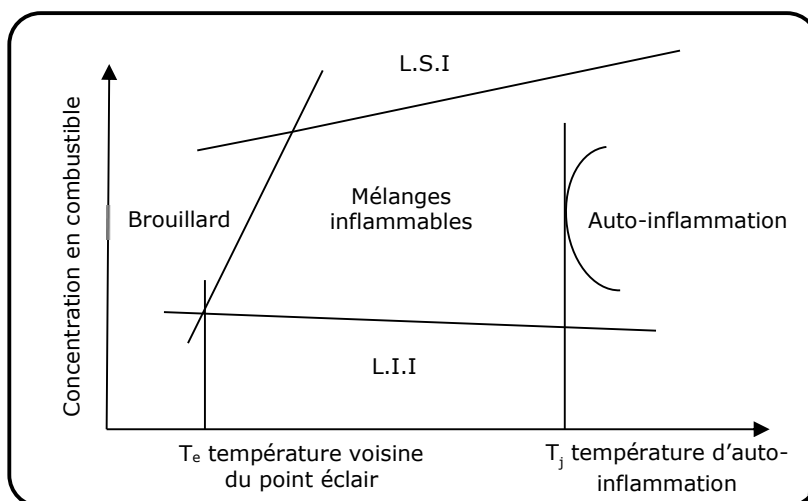 L.S.I
Concentration en combustible
Brouillard
Mélanges
inflammables
Auto-inflammation
L.I.I
Te température voisine
du point éclair
Tj température d'auto-
inflammation